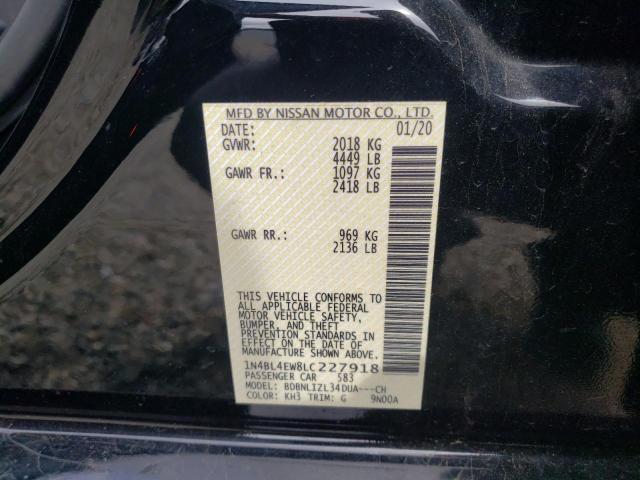 MFD BY NISSAN MOTOR CO., LTD.
DATE: 01/20
GVWR: 2018 KG
4449 LB
GAWR FR.: 1097 KG
2418 LB
GAWR RR.: 969 KG
2136 LB
THIS VEHICLE CONFORMS TO
ALL APPLICABLE FEDERAL
MOTOR VEHICLE SAFETY,
BUMPER, AND THEFT
PREVENTION STANDARDS
IN EFFECT ON THE DATE OF
MANUFACTURE SHOWN ABOVE.
1N4BL4EW8LC227918
PASSENGER CAR 583
MODEL: BDBNLIZL34DUA---CH
COLOR: KH3 TRIM: G 9N00A